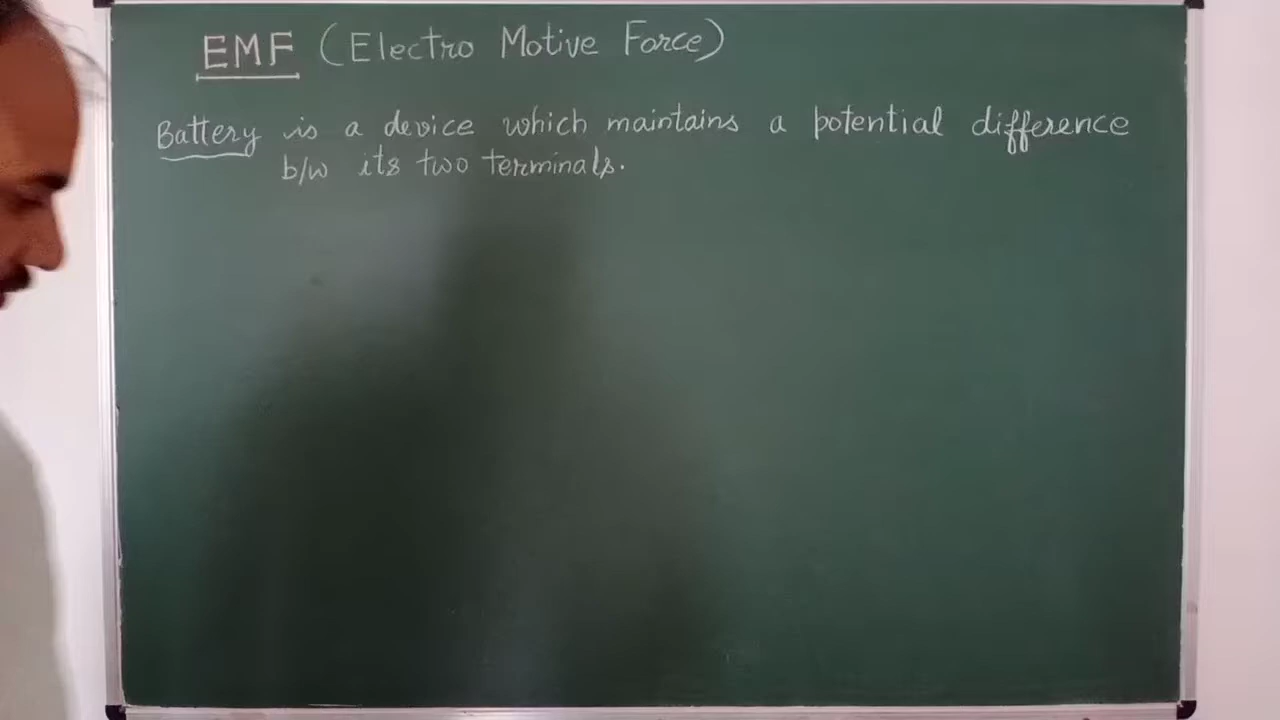 EMF (Electro Motive Force)
Battery is a device which maintains a potential difference
b/w its two terminals.